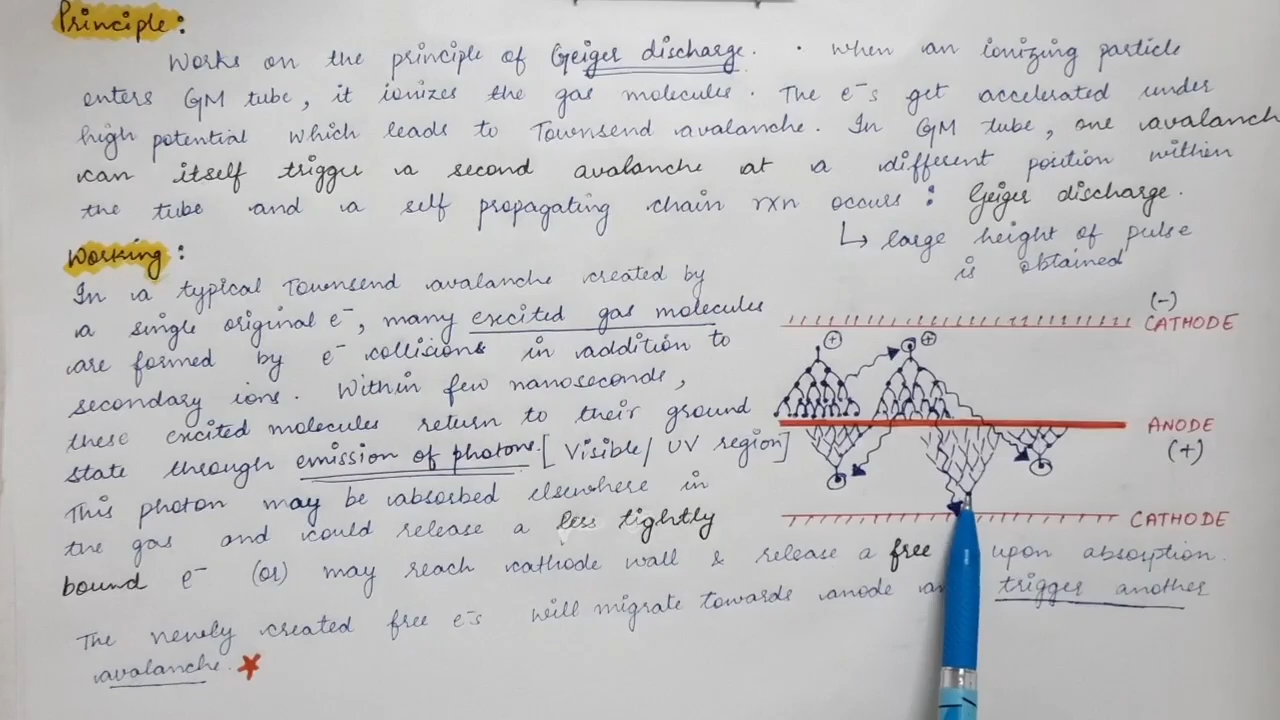 Principle:
Works on the principle of Geiger discharge. . when an ionizing particle
enters GM tube, it ionizes the gas molecules. The e⁻s get accelerated under
high potential which leads to Townsend avalanche. In GM tube, one avalanch
can itself trigger a second avalanche at a different position within
the tube and a self propagating chain rxn occurs: Geiger discharge.
↳ large height of pulse
is obtained
Working:
In a typical Townsend avalanche created by
a single original e⁻, many excited gas molecules
are formed by e⁻ collisions in addition to
secondary ions. Within few nanoseconds,
these excited molecules return to their ground
state through emission of photons. [Visible/ UV region]
This photon may be absorbed elsewhere in
the gas and could release a less tightly
bound e⁻ (or) may reach cathode wall & release a free upon absorption.
The newly created free e⁻s will migrate towards anode an trigger another
avalanche.
(-)
CATHODE
+
+
ANODE
(+)
CATHODE